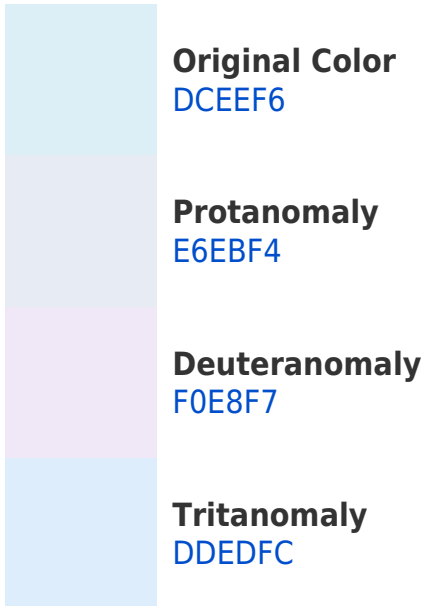 Original Color
DCEEF6
Protanomaly
E6EBF4
Deuteranomaly
F0E8F7
Tritanomaly
DDEDFC